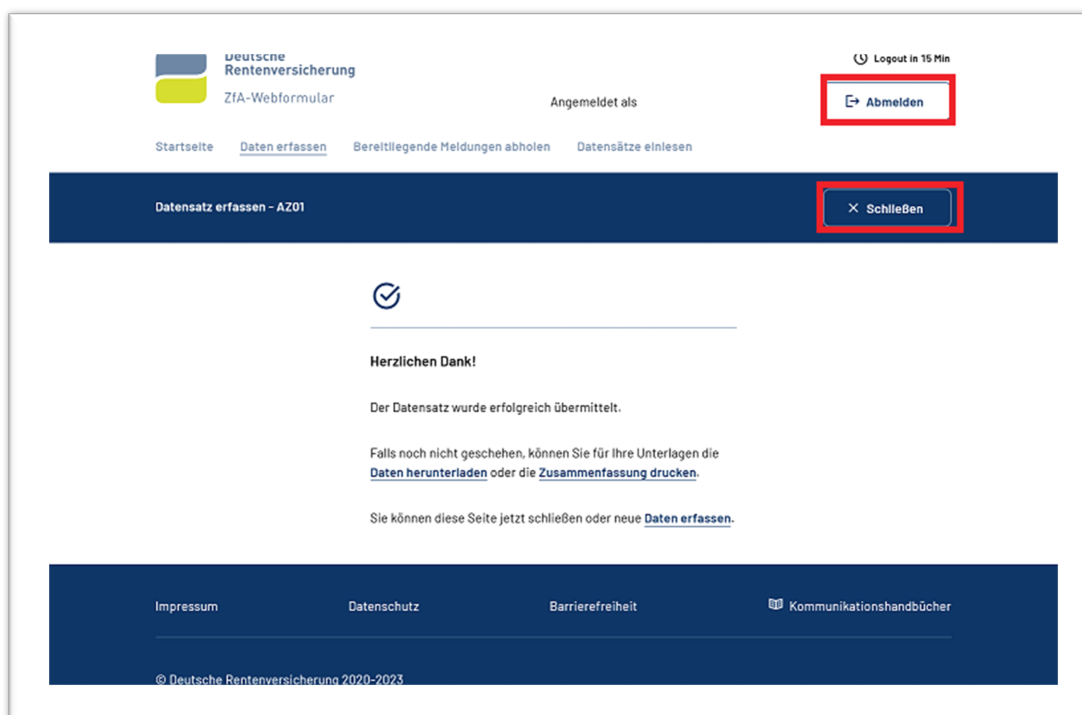 Deutsche
Rentenversicherung
ZfA-Webformular
Angemeldet als
Logout in 15 Min
Abmelden
Startseite Daten erfassen Bereitliegende Meldungen abholen Datensätze einlesen
Datensatz erfassen - AZ01
Schließen
Herzlichen Dank!
Der Datensatz wurde erfolgreich übermittelt.
Falls noch nicht geschehen, können Sie für Ihre Unterlagen die
Daten herunterladen oder die Zusammenfassung drucken.
Sie können diese Seite jetzt schließen oder neue Daten erfassen.
Impressum Datenschutz Barrierefreiheit Kommunikationshandbücher
© Deutsche Rentenversicherung 2020-2023